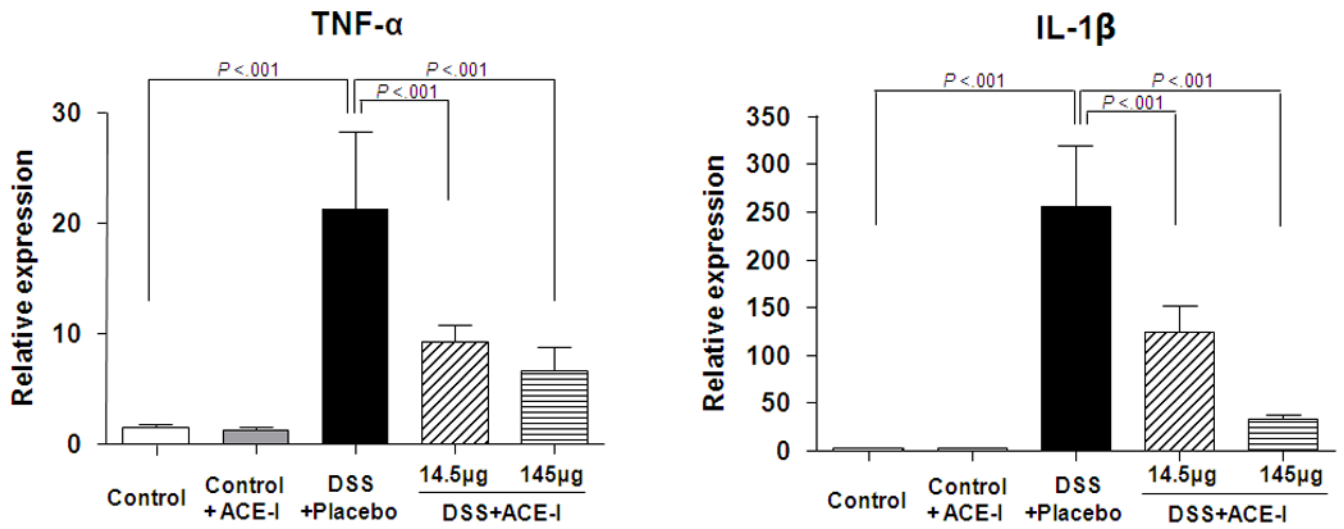 TNF-α
P <.001
P <.001
P <.001
Relative expression
30
20
10
0
Control
Control
+ ACE-I
DSS
+Placebo
14.5µg
145µg
DSS+ACE-I
IL-1β
P <.001
P <.001
P <.001
Relative expression
350
300
250
200
150
100
50
0
Control
Control
+ ACE-I
DSS
+Placebo
14.5µg
145µg
DSS+ACE-I